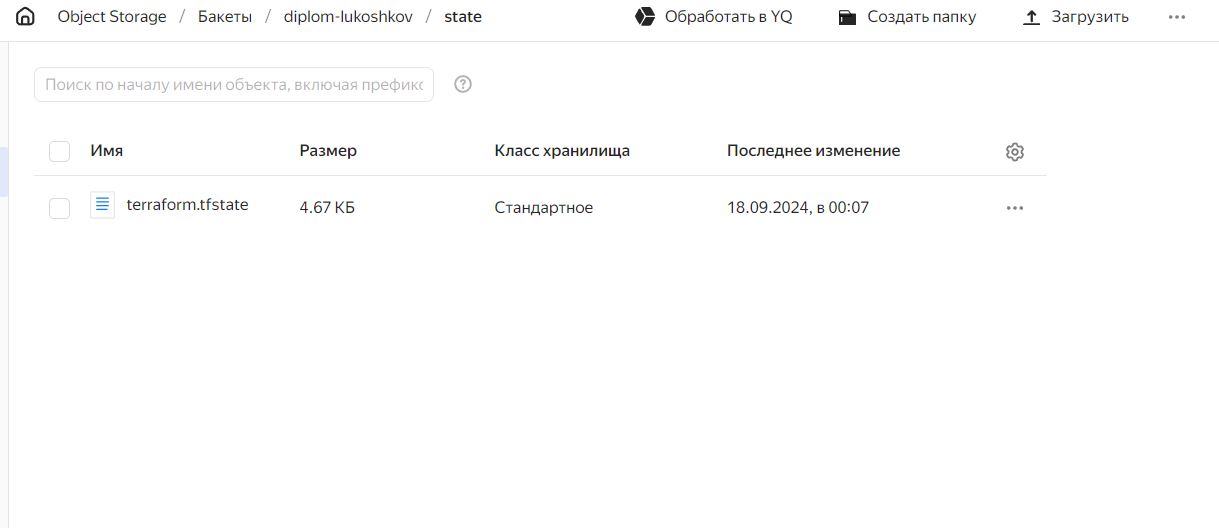 Object Storage / Бакеты / diplom-lukoshkov / state Обработать в YQ Создать папку Загрузить
Поиск по началу имени объекта, включая префикс
Имя Размер Класс хранилища Последнее изменение
terraform.tfstate 4.67 КБ Стандартное 18.09.2024, в 00:07